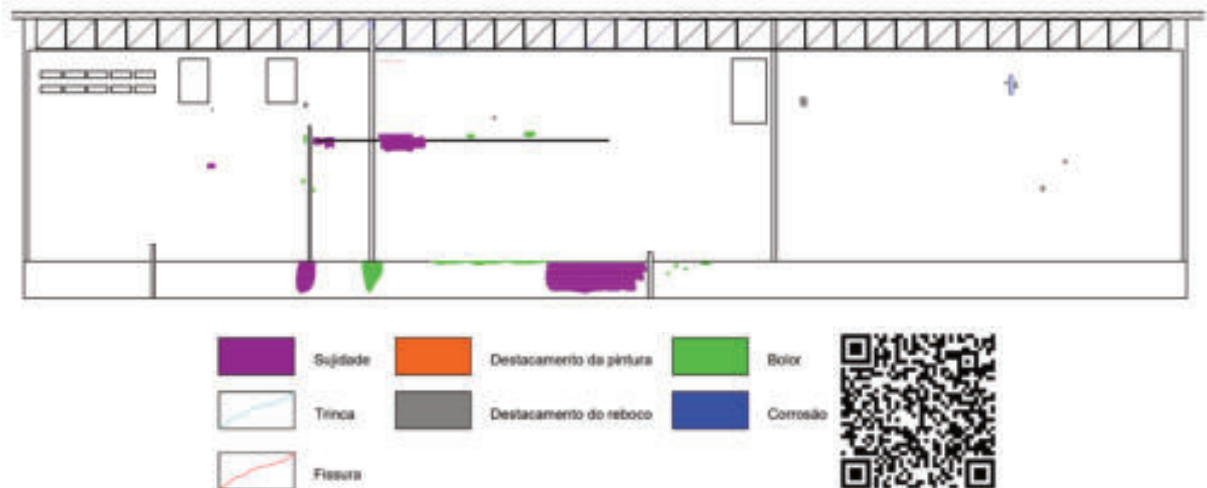 Sujidade
Destacamento da pintura
Bolor
Trinca
Destacamento do reboco
Corrosão
Fissura